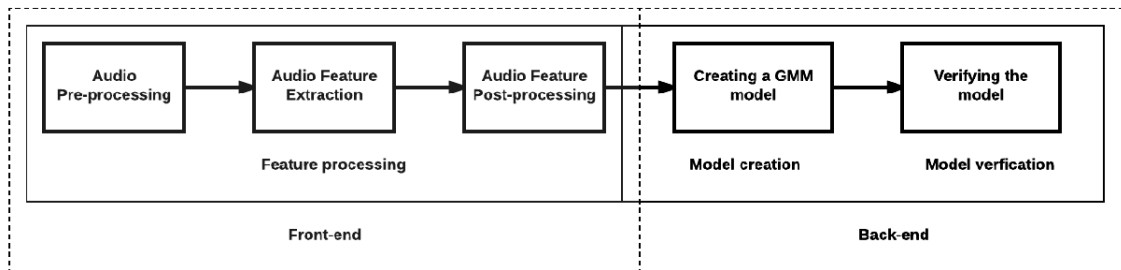 Audio
Pre-processing
Audio Feature
Extraction
Audio Feature
Post-processing
Creating a GMM
model
Verifying the
model
Feature processing
Model creation
Model verfication
Front-end
Back-end